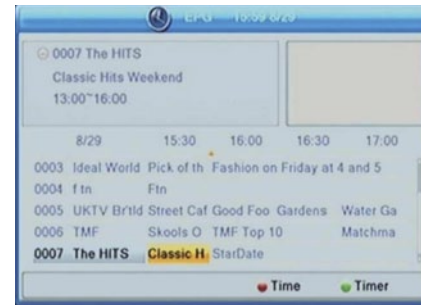 EPG 15:59 8/29
0007 The HITS
Classic Hits Weekend
13:00~16:00
8/29 15:30 16:00 16:30 17:00
0003 Ideal World Pick of th Fashion on Friday at 4 and 5
0004 f tn Ftn
0005 UKTV Br'tId Street Caf Good Foo Gardens Water Ga
0006 TMF Skools O TMF Top 10 Matchma
0007 The HITS Classic H StarDate
Time Timer